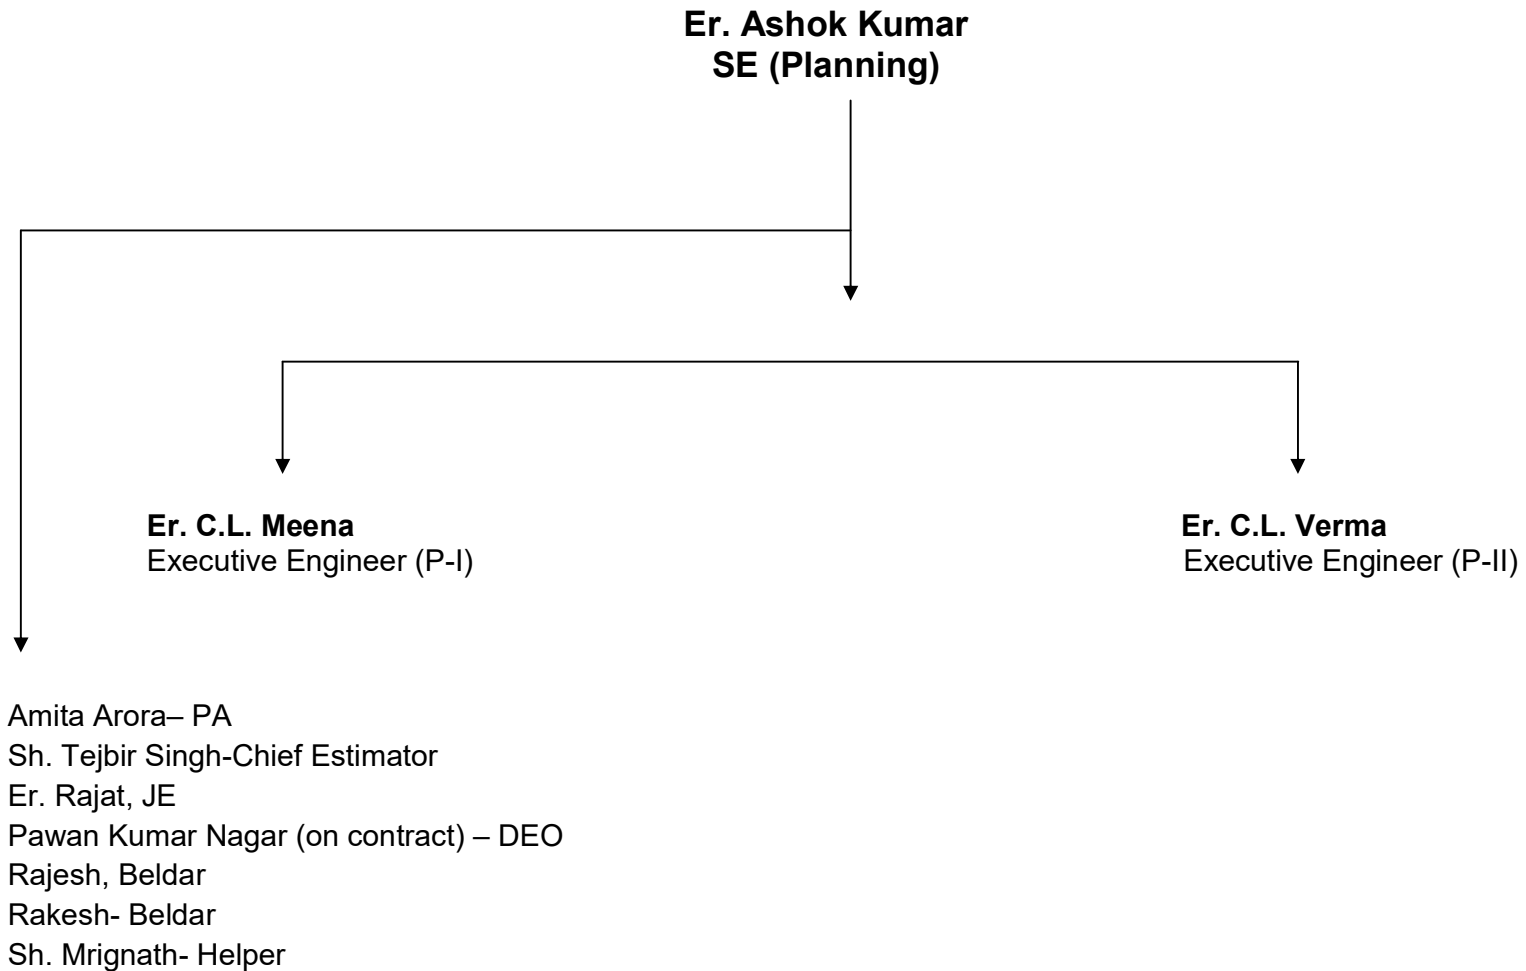 Er. Ashok Kumar
SE (Planning)
Er. C.L. Meena
Executive Engineer (P-I)
Er. C.L. Verma
Executive Engineer (P-II)
Amita Arora– PA
Sh. Tejbir Singh-Chief Estimator
Er. Rajat, JE
Pawan Kumar Nagar (on contract) – DEO
Rajesh, Beldar
Rakesh- Beldar
Sh. Mrignath- Helper